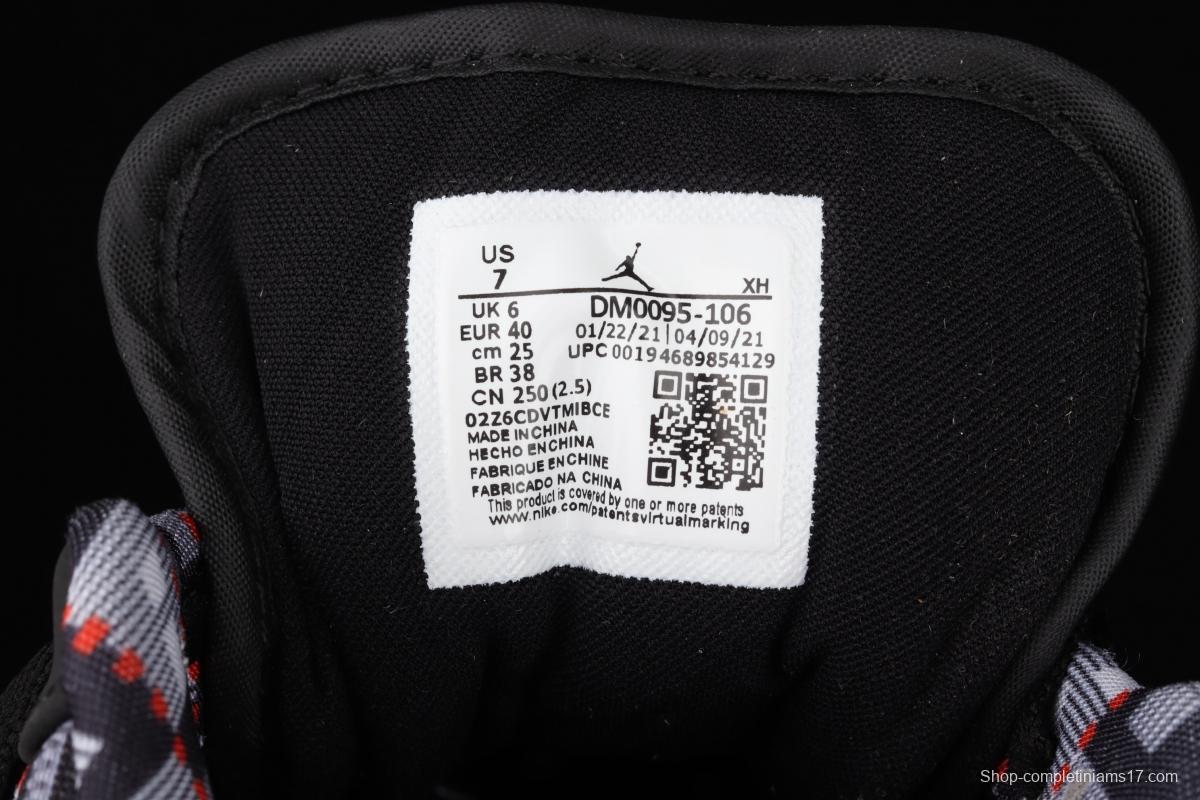 US
7
XH
UK 6
EUR 40
cm 25
BR 38
CN 250 (2.5)
DM0095-106
01/22/21|04/09/21
UPC 00194689854129
02Z6CDVTMIBCE
MADE IN CHINA
HECHO EN CHINA
FABRIQUE EN CHINE
FABRICADO NA CHINA
This product is covered by one or more patents
www.nike.com/patentsvirtualmarking
Shop-completiniams17.com